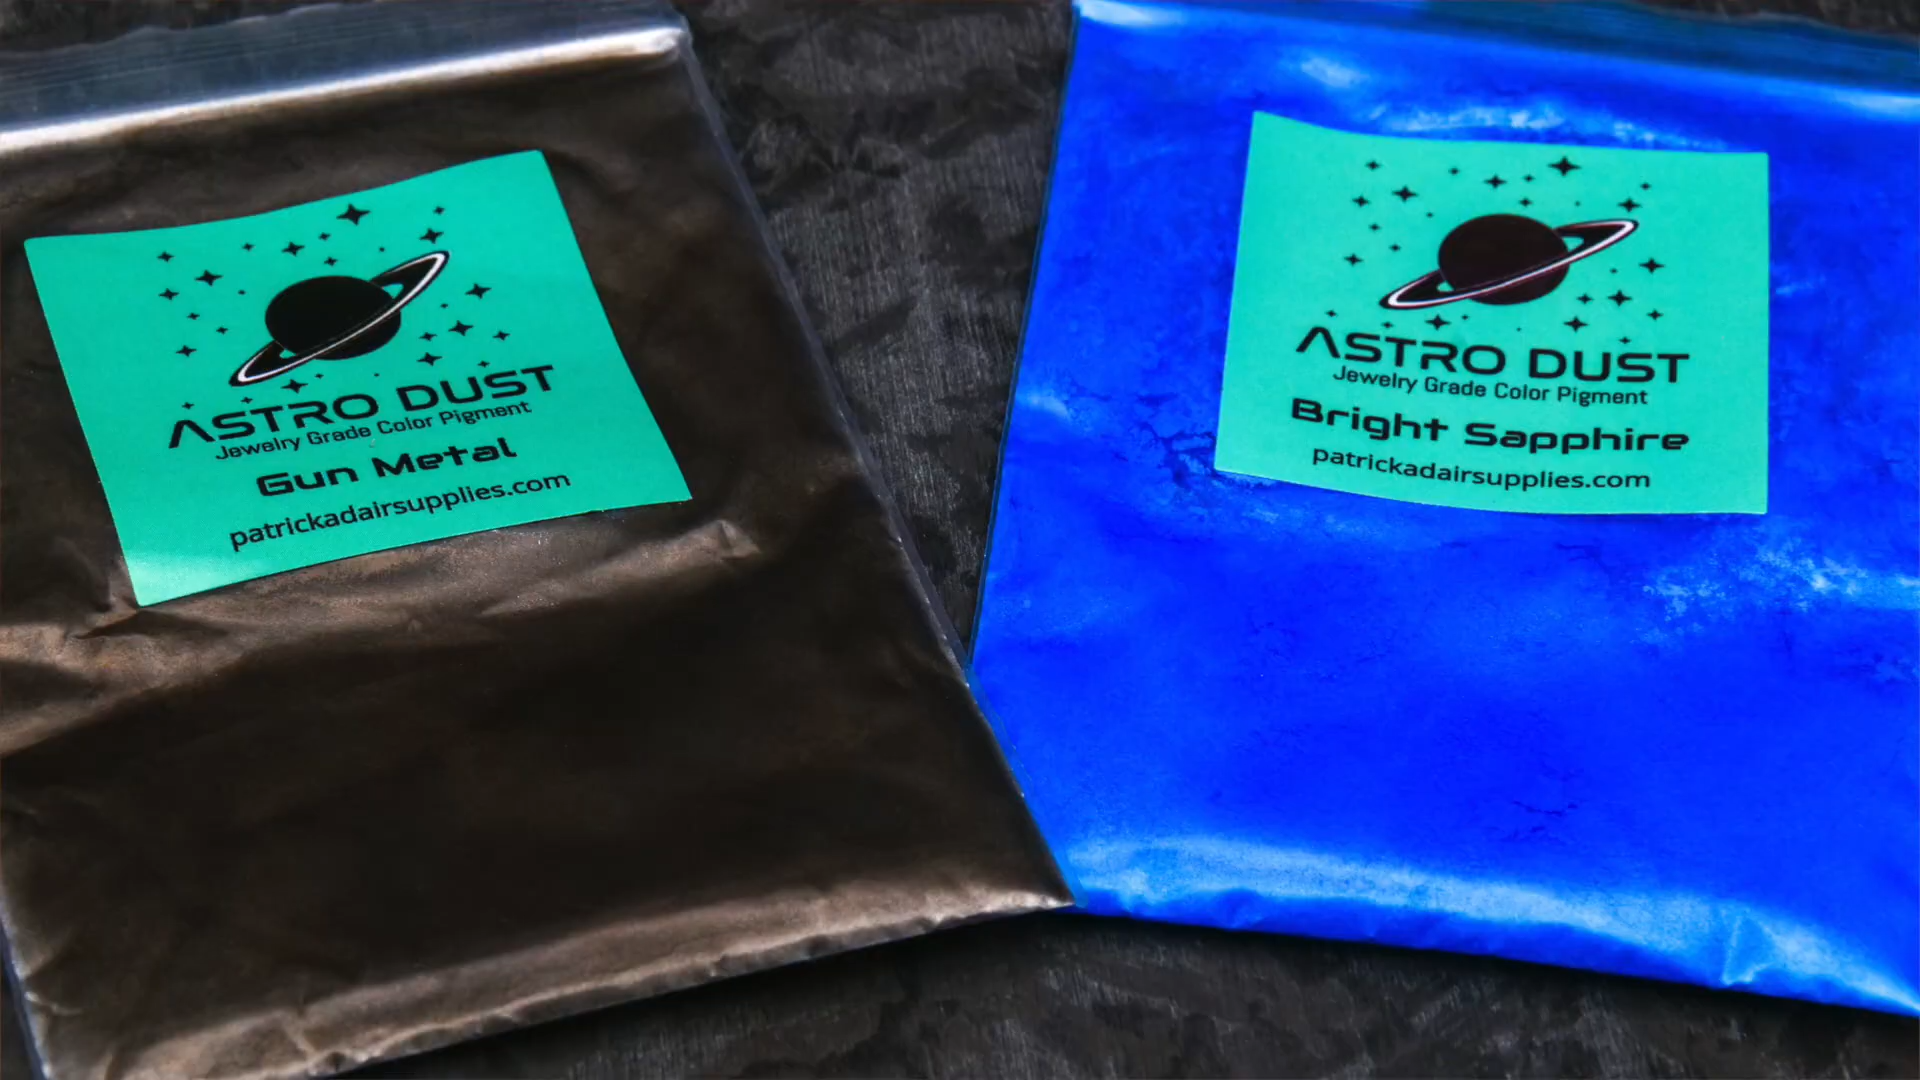 ASTRO DUST
Jewelry Grade Color Pigment
Gun Metal
patrickadairsupplies.com
ASTRO DUST
Jewelry Grade Color Pigment
Bright Sapphire
patrickadairsupplies.com